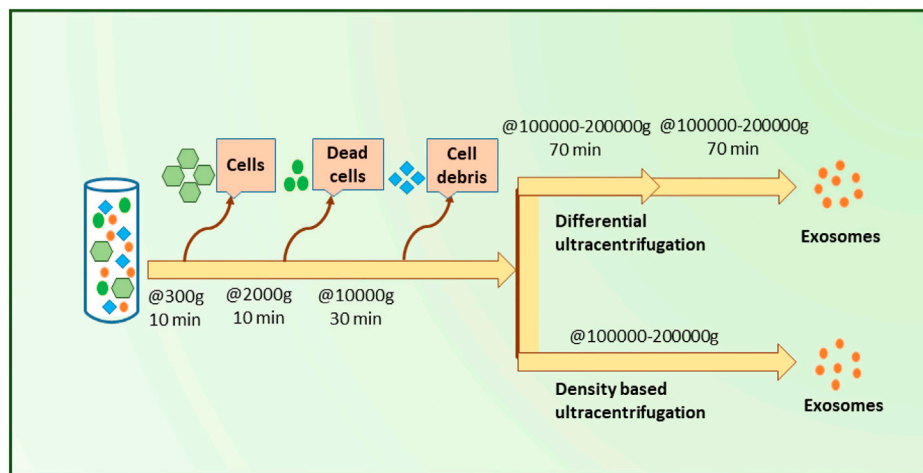 Cells
Dead
cells
Cell
debris
@300g
10 min
@2000g
10 min
@10000g
30 min
@100000-200000g
70 min
@100000-200000g
70 min
Differential
ultracentrifugation
Exosomes
@100000-200000g
Density based
ultracentrifugation
Exosomes